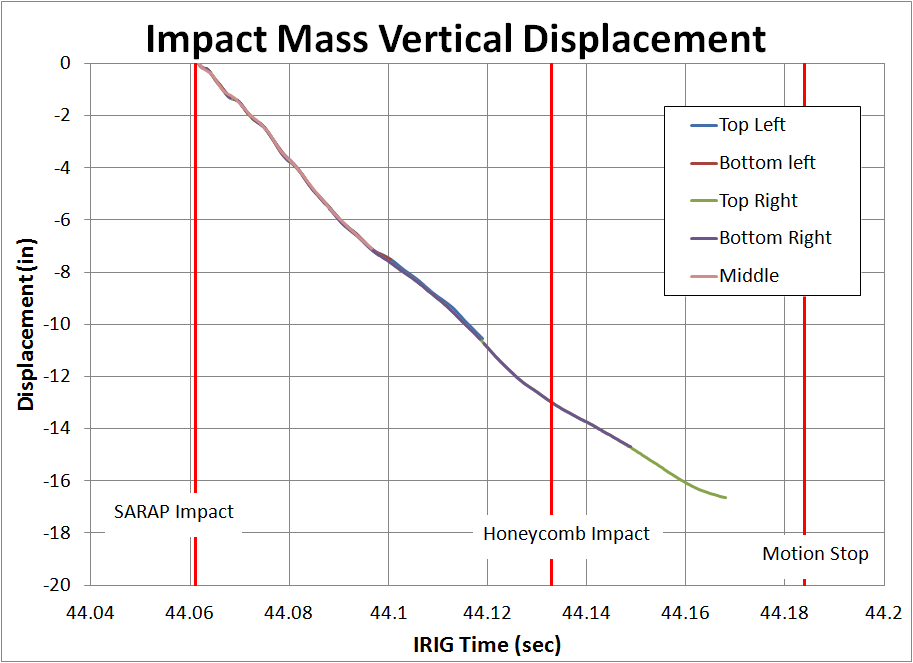 Impact Mass Vertical Displacement
0
-2
-4
-6
-8
-10
-12
-14
-16
-18
-20
Displacement (in)
Top Left
Bottom left
Top Right
Bottom Right
Middle
SARAP Impact
Honeycomb Impact
Motion Stop
44.04 44.06 44.08 44.1 44.12 44.14 44.16 44.18 44.2
IRIG Time (sec)